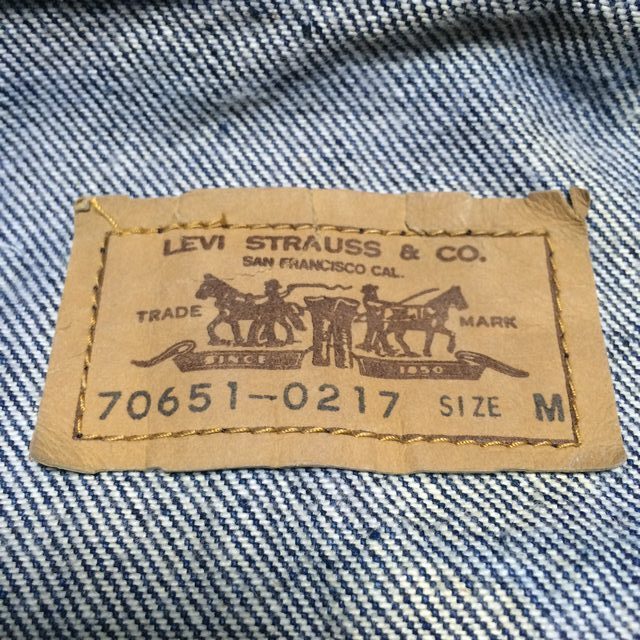 LEVI STRAUSS & CO.
SAN FRANCISCO CAL.
TRADE MARK
SINCE 1850
70651-0217 SIZE M